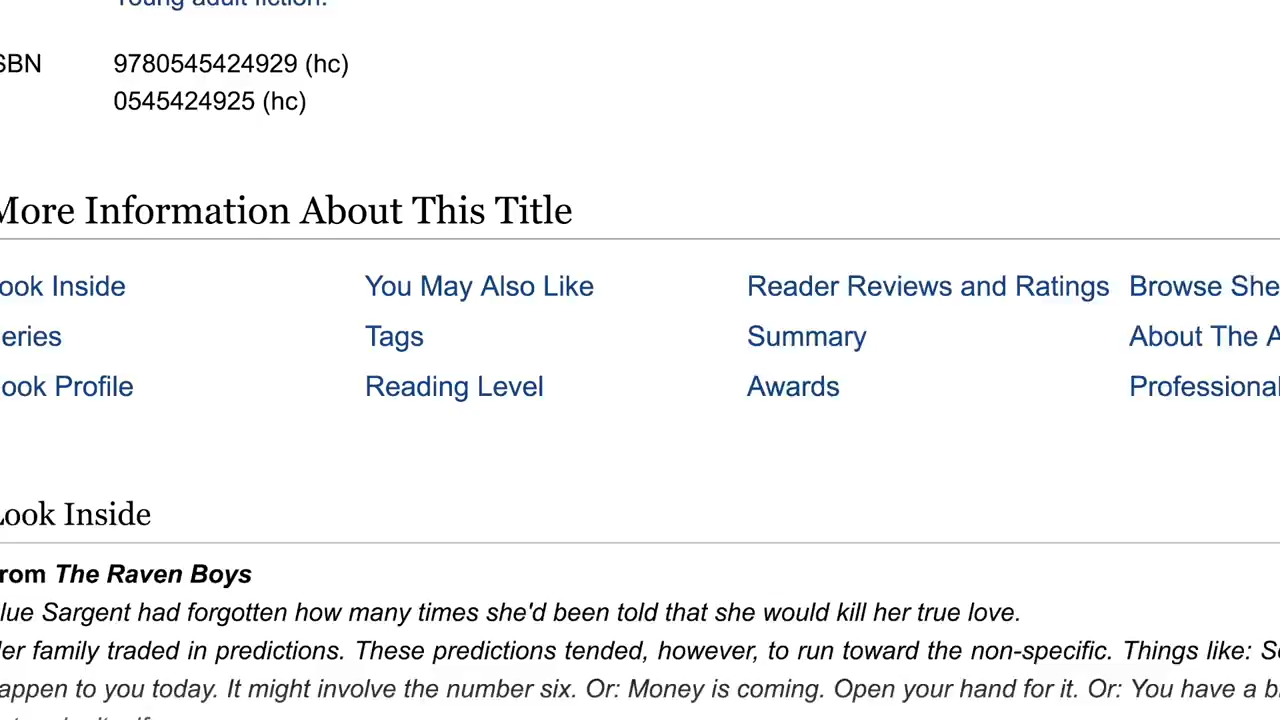 Young adult fiction.
SBN 9780545424929 (hc)
0545424925 (hc)
More Information About This Title
ook Inside You May Also Like Reader Reviews and Ratings Browse She
eries Tags Summary About The A
ook Profile Reading Level Awards Professional
Look Inside
rom The Raven Boys
lue Sargent had forgotten how many times she'd been told that she would kill her true love.
er family traded in predictions. These predictions tended, however, to run toward the non-specific. Things like: S
appen to you today. It might involve the number six. Or: Money is coming. Open your hand for it. Or: You have a b